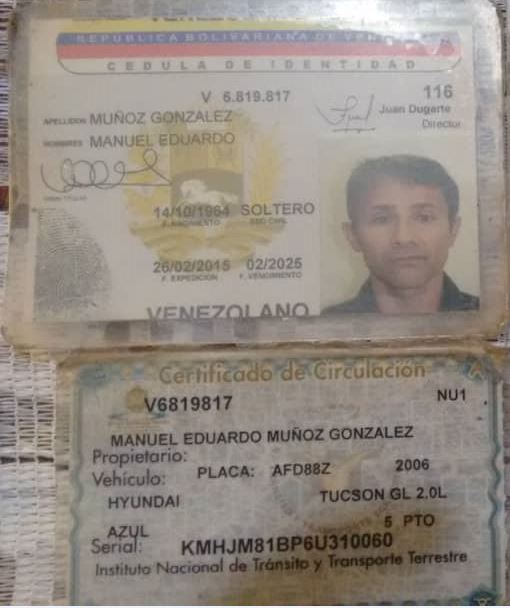 REPUBLICA BOLIVARIANA DE VE
CEDULA DE IDENTIDAD
V 6.819.817
116
APELLIDOS MUÑOZ GONZALEZ
Juan Dugarte
Director
NOMBRES MANUEL EDUARDO
14/10/1964 SOLTERO
F. NACIMIENTO EDO CIVIL
26/02/2015 02/2025
F. EXPEDICION F. VENCIMIENTO
VENEZOLANO
Certificado de Circulación
V6819817 NU1
MANUEL EDUARDO MUÑOZ GONZALEZ
Propietario:
Vehículo: PLACA: AFD88Z 2006
HYUNDAI TUCSON GL 2.0L
AZUL 5 PTO
Serial: KMHJM81BP6U310060
Instituto Nacional de Tránsito y Transporte Terrestre